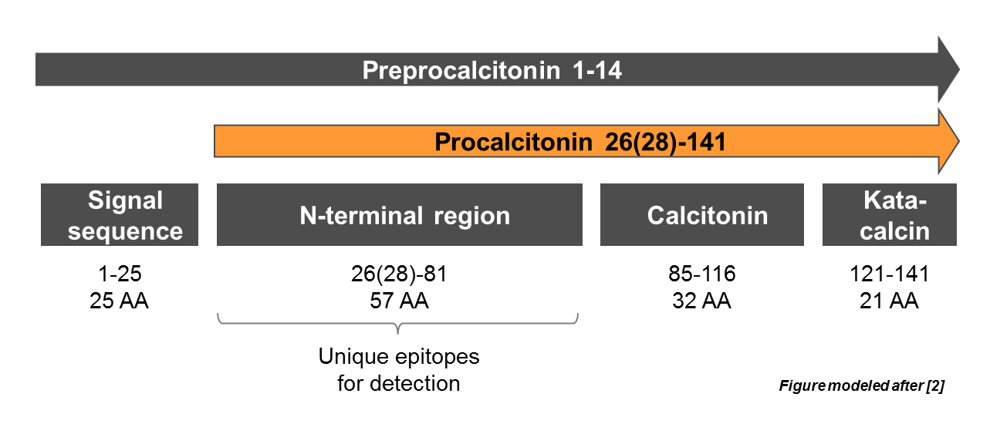 Preprocalcitonin 1-14
Procalcitonin 26(28)-141
Signal
sequence
N-terminal region
Calcitonin
Kata-
calcin
1-25
25 AA
26(28)-81
57 AA
85-116
32 AA
121-141
21 AA
Unique epitopes
for detection
Figure modeled after [2]